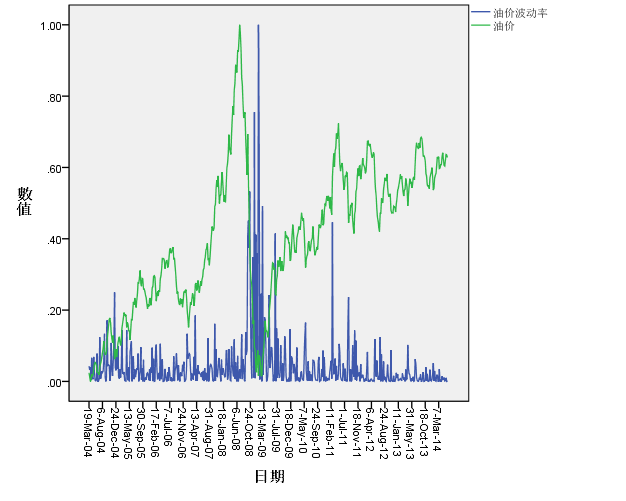 油价波动率
油价
1.00
.80
.60
.40
.20
.00
數值
19-Mar-04
6-Aug-04
24-Dec-04
13-May-05
30-Sep-05
17-Feb-06
7-Jul-06
24-Nov-06
13-Apr-07
31-Aug-07
18-Jan-08
6-Jun-08
24-Oct-08
13-Mar-09
31-Jul-09
18-Dec-09
7-May-10
24-Sep-10
11-Feb-11
1-Jul-11
18-Nov-11
6-Apr-12
24-Aug-12
11-Jan-13
31-May-13
18-Oct-13
7-Mar-14
日期